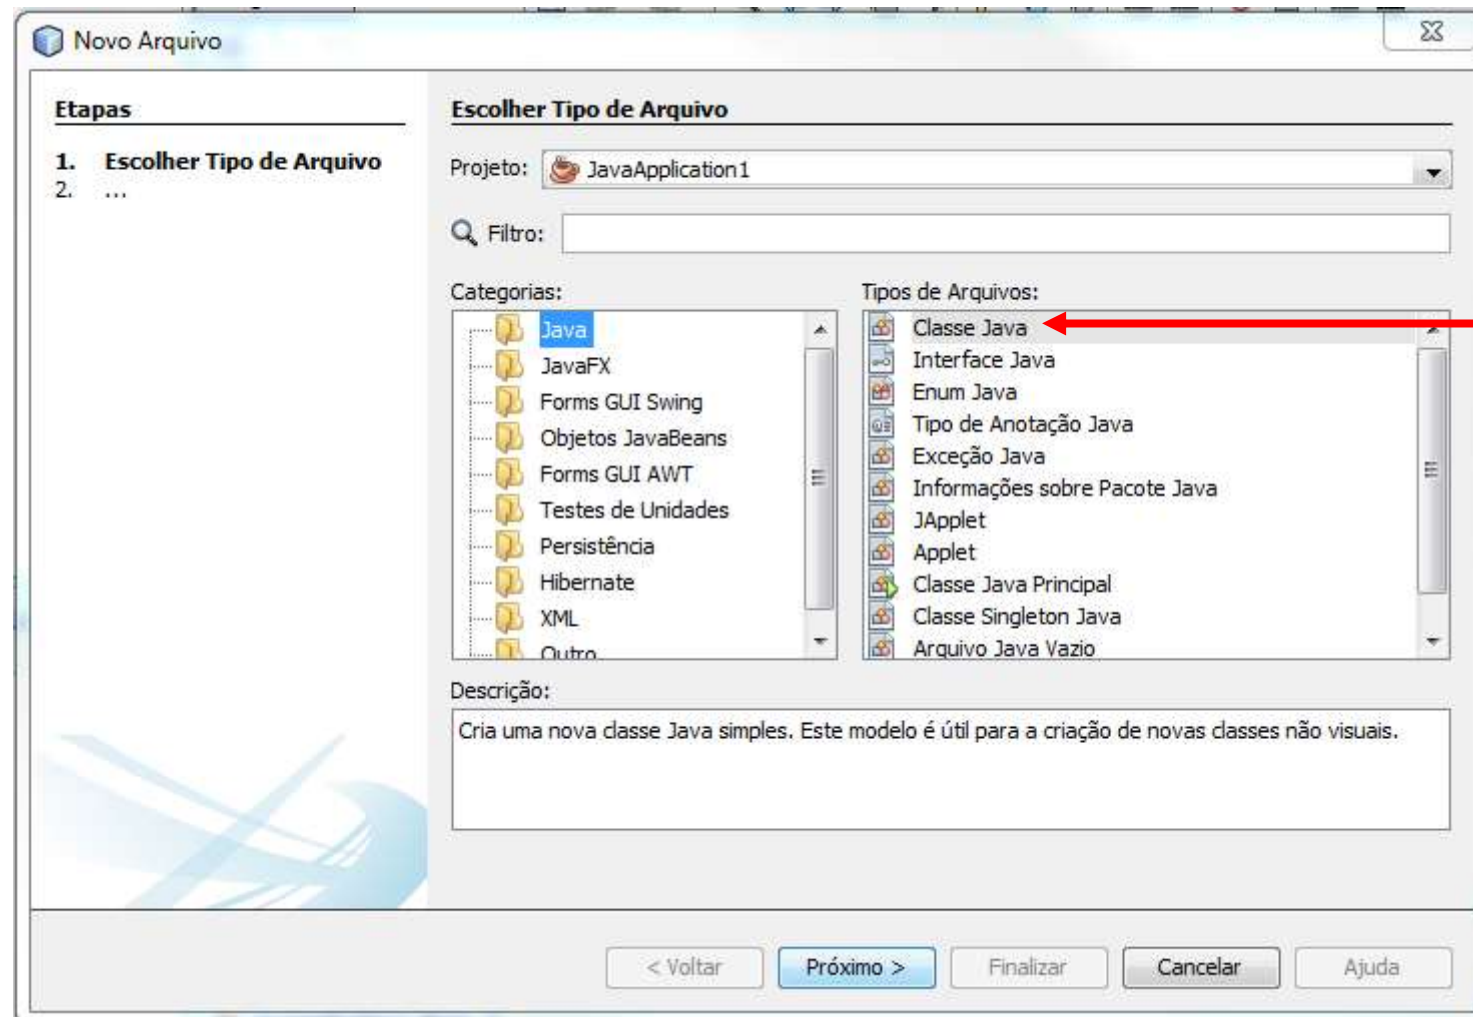 Novo Arquivo
Etapas
1. Escolher Tipo de Arquivo
2. ...
Escolher Tipo de Arquivo
Projeto: JavaApplication1
Filtro:
Categorias:
Java
JavaFX
Forms GUI Swing
Objetos JavaBeans
Forms GUI AWT
Testes de Unidades
Persistência
Hibernate
XML
Outro
Tipos de Arquivos:
Classe Java
Interface Java
Enum Java
Tipo de Anotação Java
Exceção Java
Informações sobre Pacote Java
JApplet
Applet
Classe Java Principal
Classe Singleton Java
Arquivo Java Vazio
Descrição:
Cria uma nova classe Java simples. Este modelo é útil para a criação de novas classes não visuais.
< Voltar
Próximo >
Finalizar
Cancelar
Ajuda